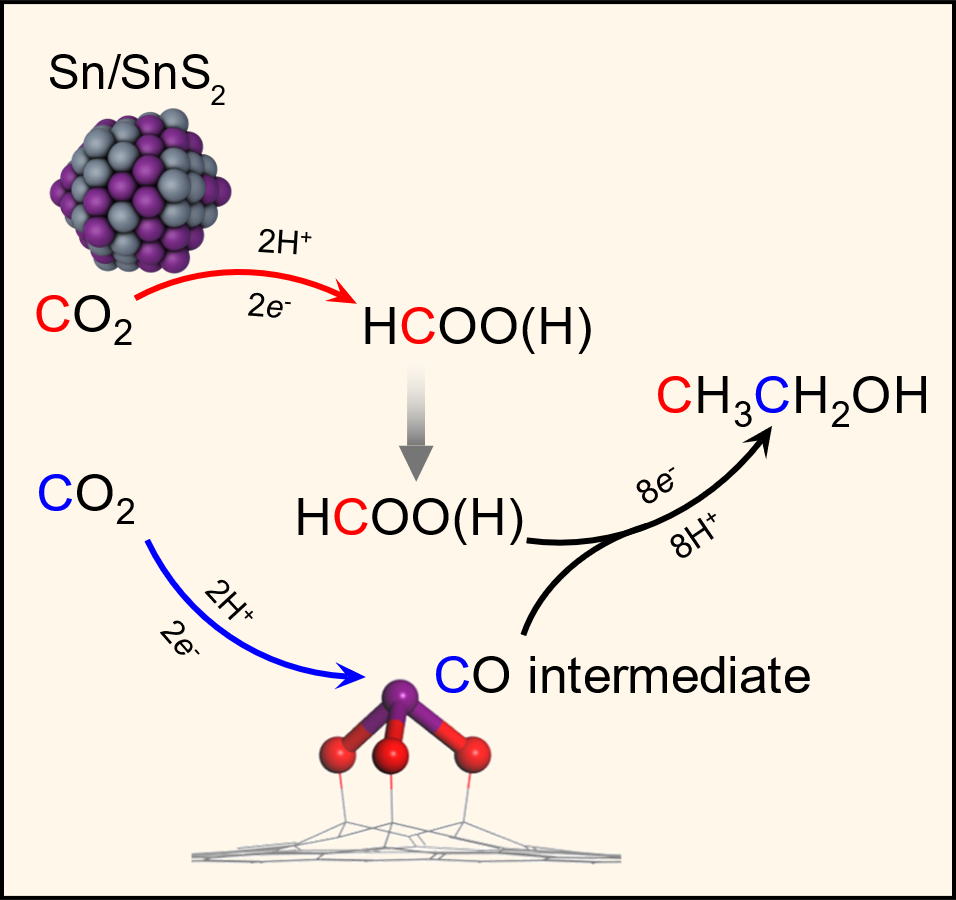 Sn/SnS₂
2H⁺
CO₂
2e⁻
HCOO(H)
CH₃CH₂OH
CO₂
8e⁻
HCOO(H)
8H⁺
2H⁺
2e⁻
CO intermediate